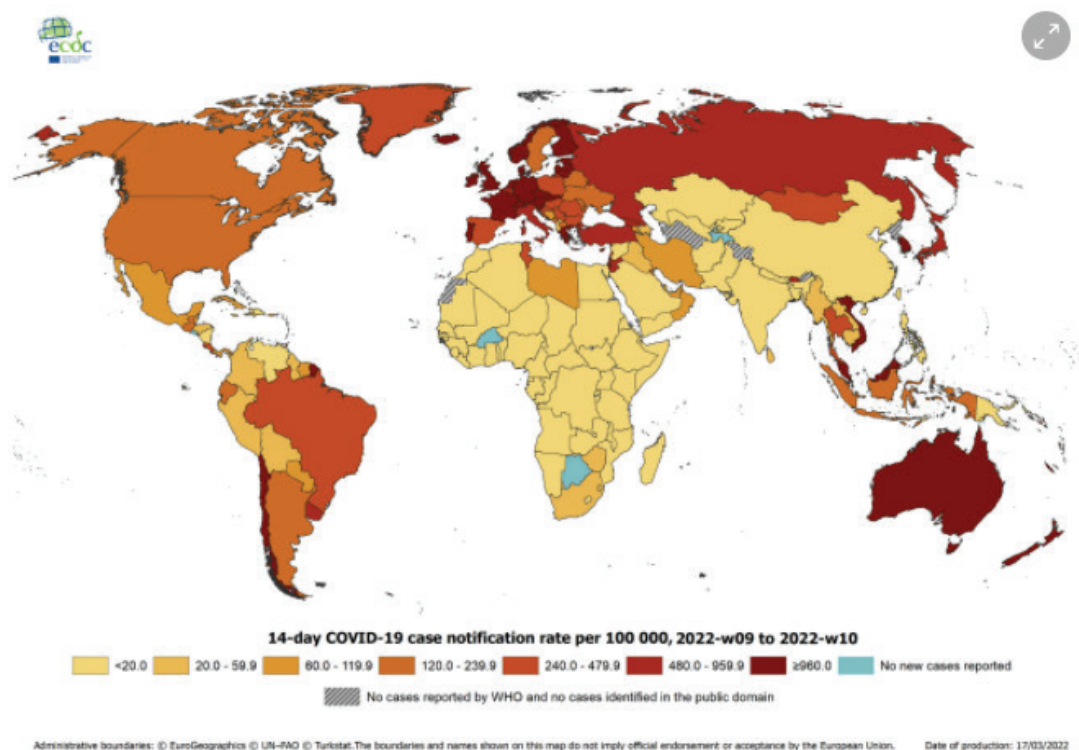 ecdc
14-day COVID-19 case notification rate per 100 000, 2022-w09 to 2022-w10
<20.0 20.0 - 59.9 60.0 - 119.9 120.0 - 239.9 240.0 - 479.9 480.0 - 959.9 ≥960.0 No new cases reported
No cases reported by WHO and no cases identified in the public domain
Administrative boundaries: © EuroGeographics © UN-FAO © Turkstat.The boundaries and names shown on this map do not imply official endorsement or acceptance by the European Union. Date of production: 17/03/2022